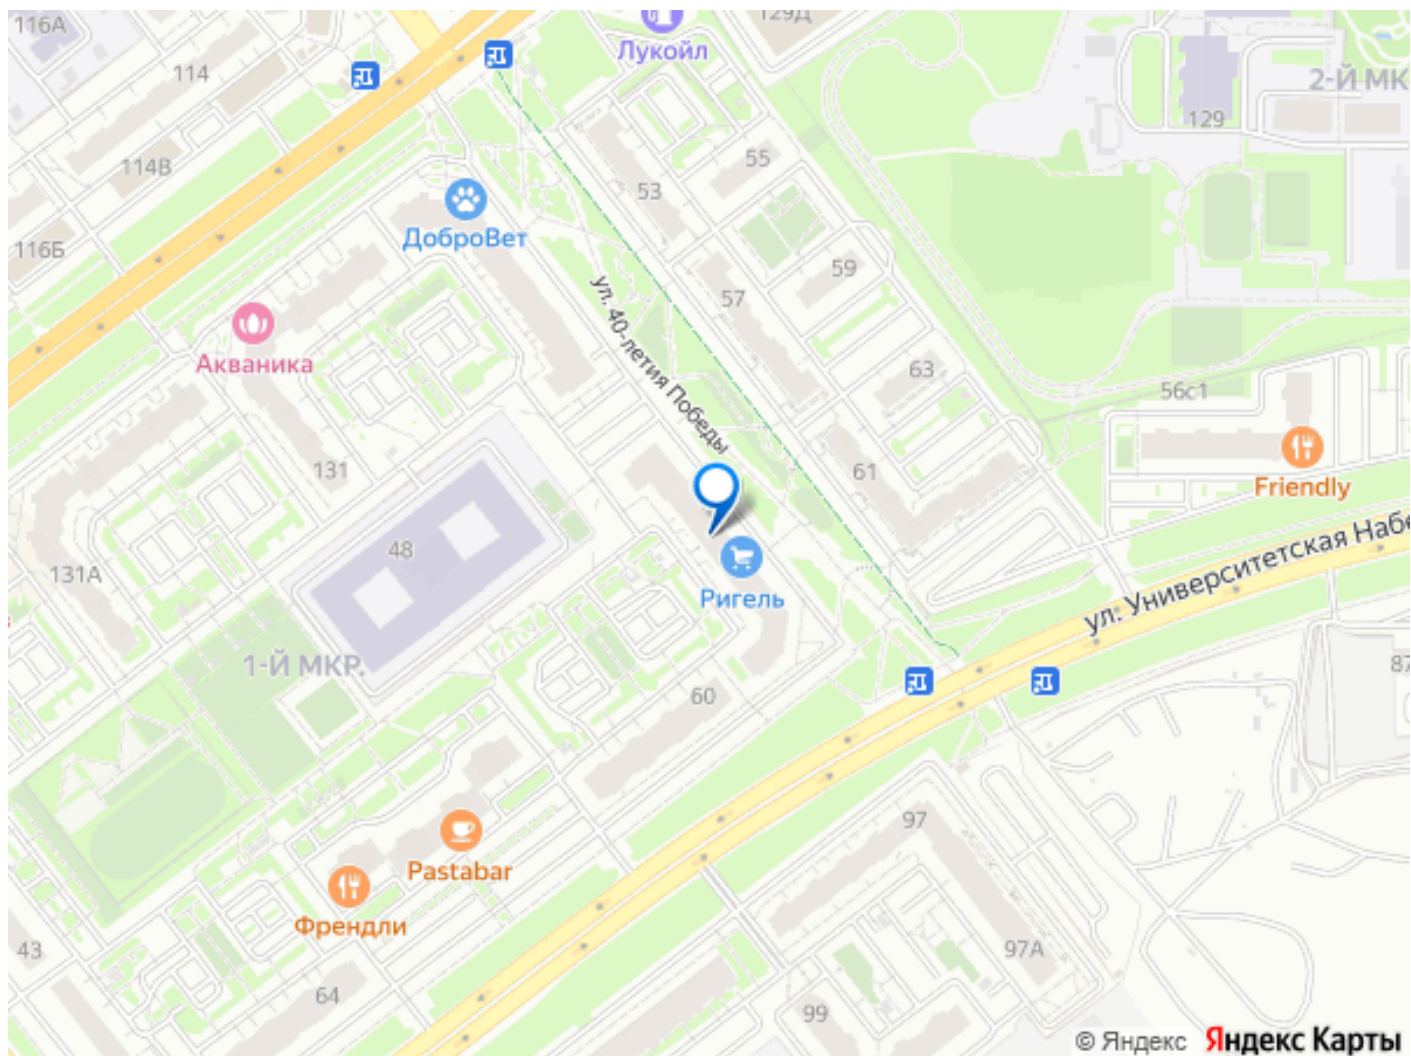 116А
129Д
Лукойл
114
2-Й МК
129
114В
55
53
116Б
ДоброВет
59
57
ул. 40-летия Победы
Акваника
63
56с1
131
61
Friendly
48
131А
Ригель
ул. Университетская Набе
1-Й МКР.
87
60
97
Pastabar
Френдли
43
97А
64
99
© Яндекс Яндекс Карты